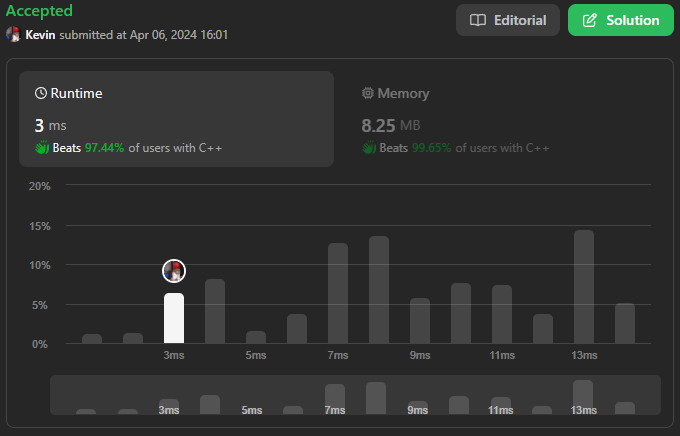 Accepted
Editorial
Solution
Kevin submitted at Apr 06, 2024 16:01
Runtime
Memory
3 ms
8.25 MB
Beats 97.44% of users with C++
Beats 99.65% of users with C++
20%
15%
10%
5%
0%
3ms 5ms 7ms 9ms 11ms 13ms
3ms 5ms 7ms 9ms 11ms 13ms